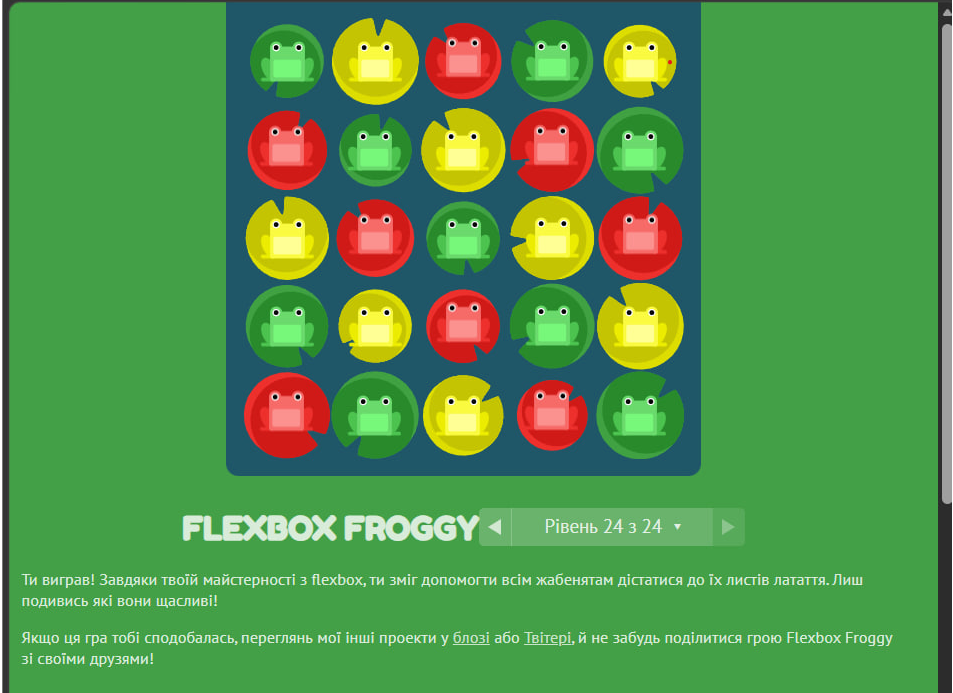 FLEXBOX FROGGY
Рівень 24 з 24
Ти виграв! Завдяки твоїй майстерності з flexbox, ти зміг допомогти всім жабенятам дістатися до їх листів латаття. Лиш
подивись які вони щасливі!
Якщо ця гра тобі сподобалась, переглянь мої інші проекти у блозі або Твітері, й не забудь поділитися грою Flexbox Froggy
зі своїми друзями!